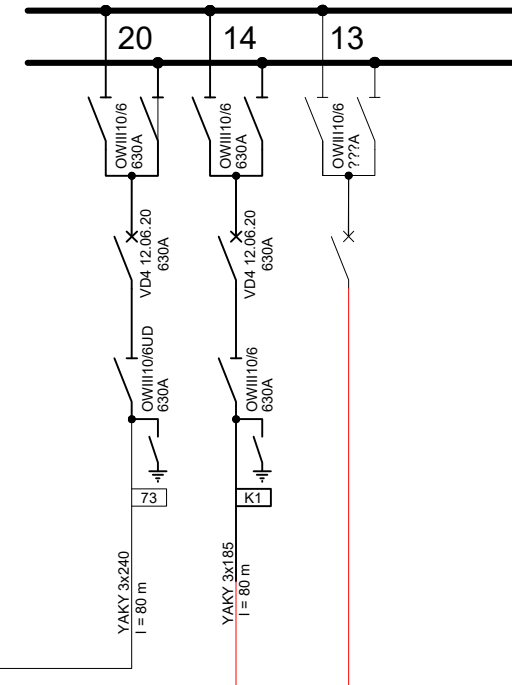 20
14
13
OWIII10/6
630A
OWIII10/6
630A
OWIII10/6
???A
VD4 12.06.20
630A
VD4 12.06.20
630A
OWIII10/6UD
630A
OWIII10/6
630A
73
K1
YAKY 3x240
l = 80 m
YAKY 3x185
l = 80 m